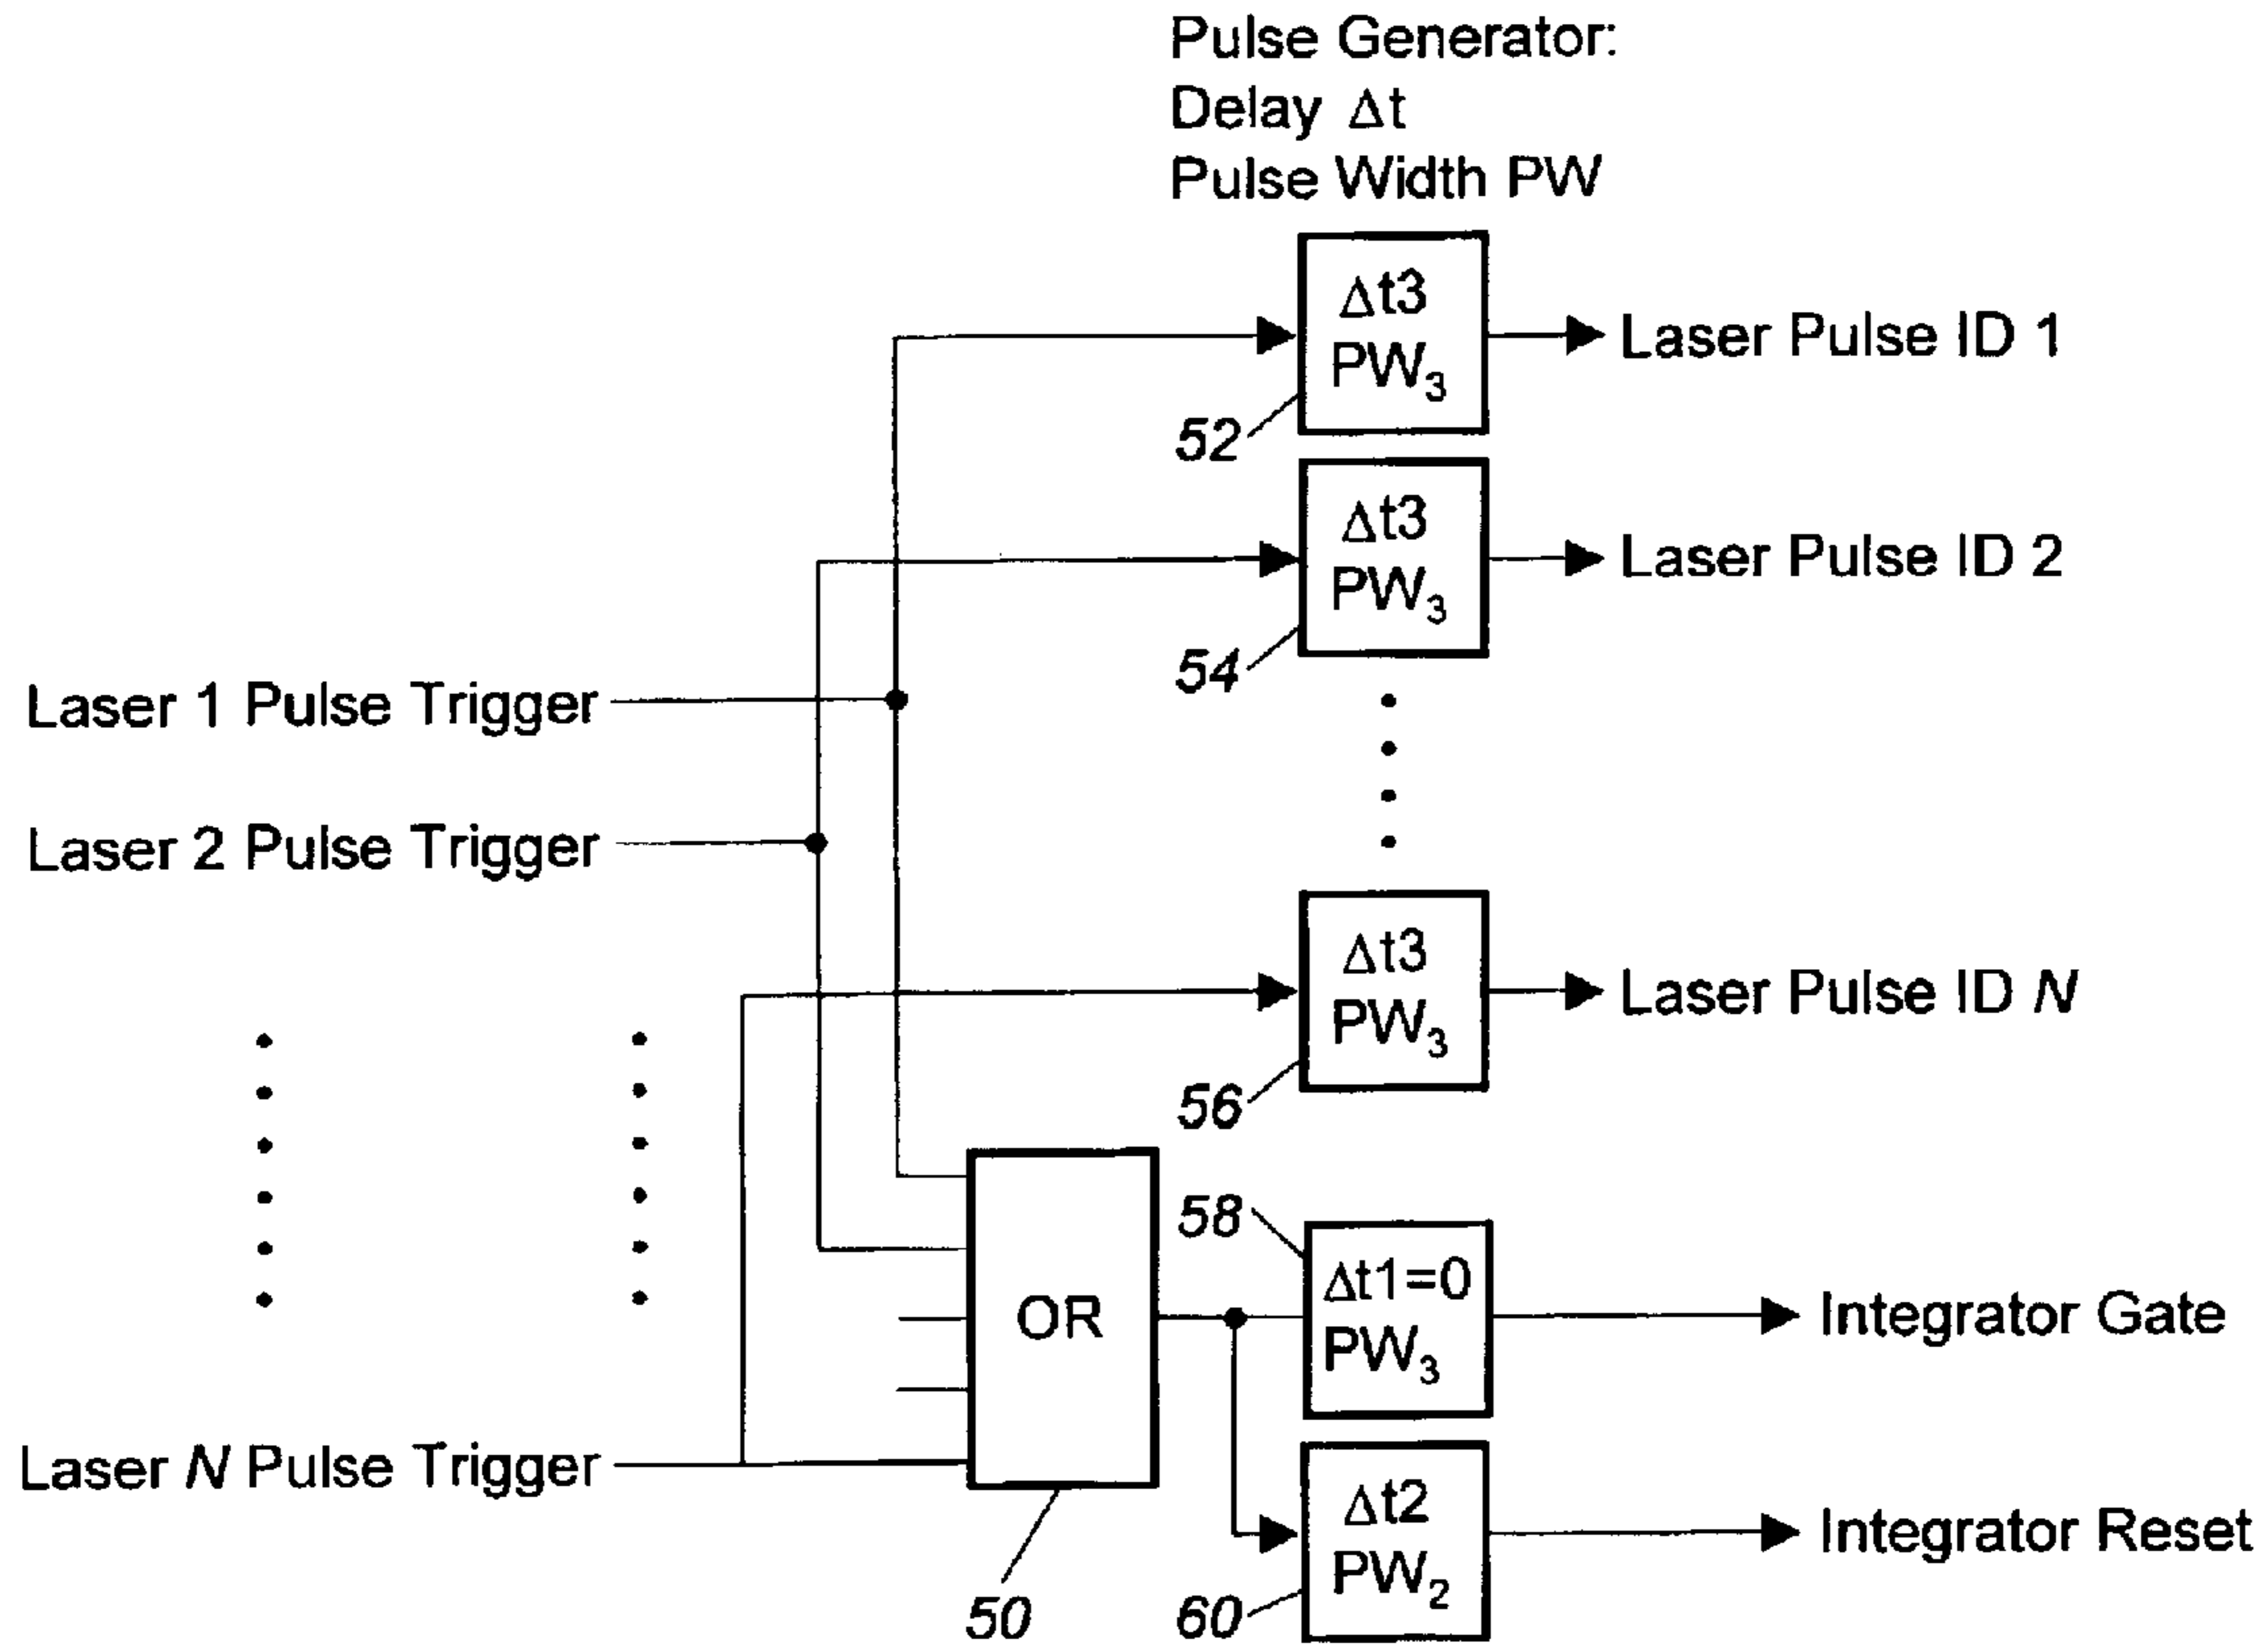 Pulse Generator:
Delay Δt
Pulse Width PW
Δt3
PW₃
Laser Pulse ID 1
52
Δt3
PW₃
Laser Pulse ID 2
54
Laser 1 Pulse Trigger
Laser 2 Pulse Trigger
Δt3
PW₃
Laser Pulse ID N
56
58
OR
Δt1=0
PW₃
Integrator Gate
Laser N Pulse Trigger
Δt2
PW₂
Integrator Reset
50
60